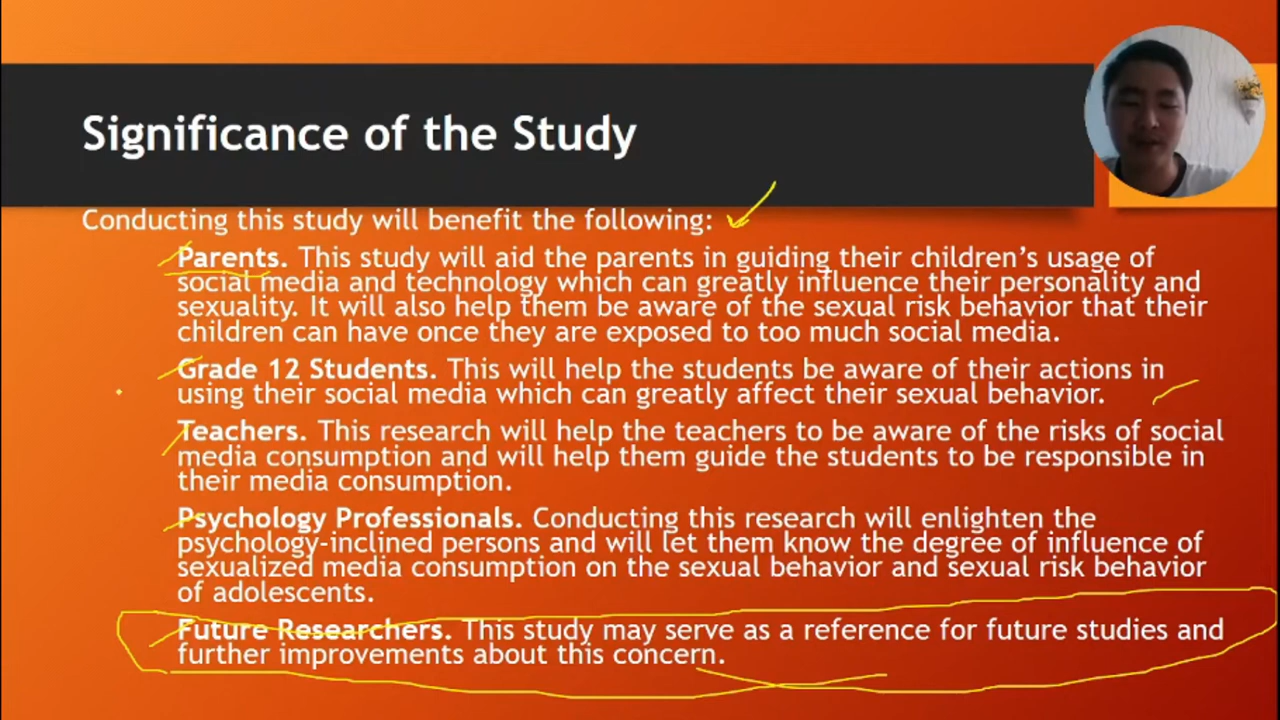 Significance of the Study
Conducting this study will benefit the following:
Parents. This study will aid the parents in guiding their children's usage of
social media and technology which can greatly influence their personality and
sexuality. It will also help them be aware of the sexual risk behavior that their
children can have once they are exposed to too much social media.
Grade 12 Students. This will help the students be aware of their actions in
using their social media which can greatly affect their sexual behavior.
Teachers. This research will help the teachers to be aware of the risks of social
media consumption and will help them guide the students to be responsible in
their media consumption.
Psychology Professionals. Conducting this research will enlighten the
psychology-inclined persons and will let them know the degree of influence of
sexualized media consumption on the sexual behavior and sexual risk behavior
of adolescents.
Future Researchers. This study may serve as a reference for future studies and
further improvements about this concern.